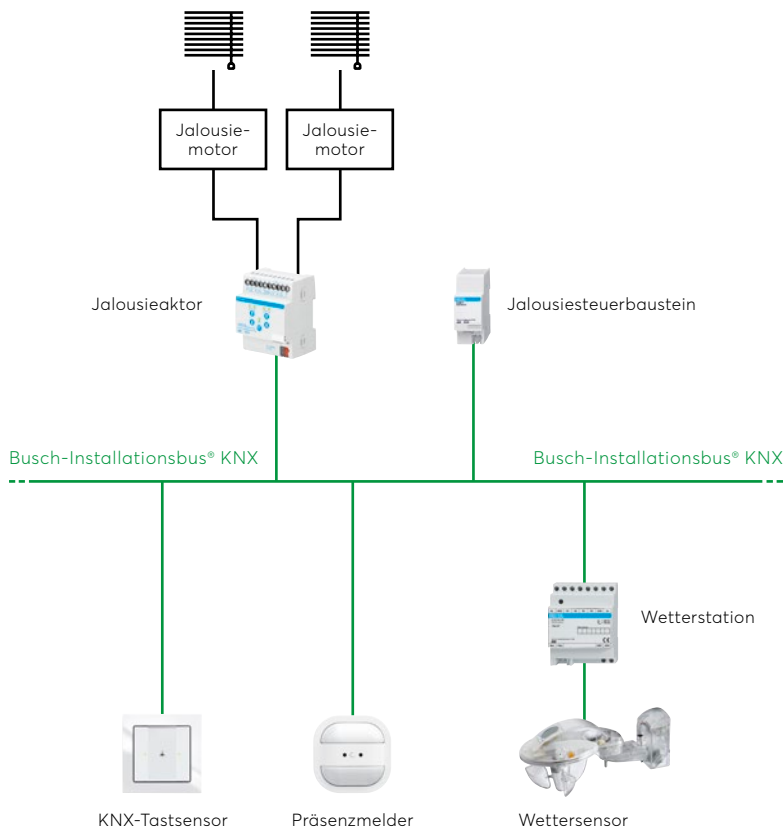 Jalousie-
motor
Jalousie-
motor
Jalousieaktor
Jalousiesteuerbaustein
Busch-Installationsbus® KNX
Busch-Installationsbus® KNX
Wetterstation
KNX-Tastsensor
Präsenzmelder
Wettersensor